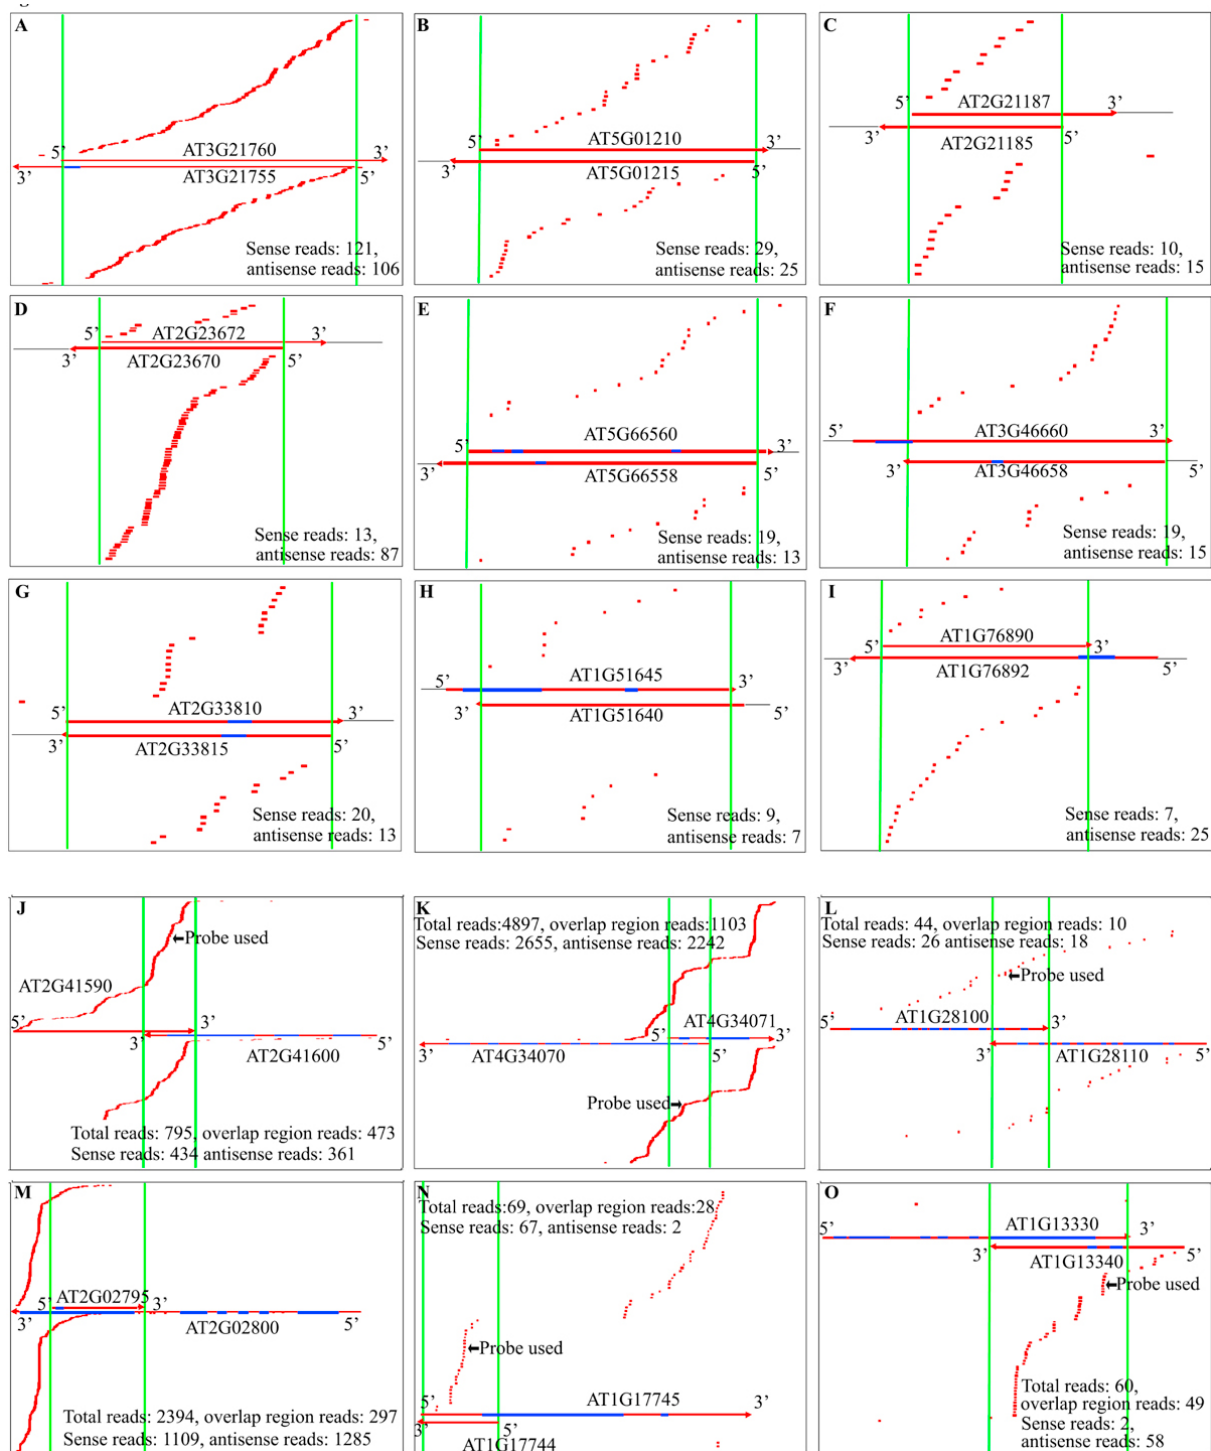 A
5’
AT3G21760
3’
3’
AT3G21755
5’
Sense reads: 121,
antisense reads: 106
B
5’
AT5G01210
3’
3’
AT5G01215
5’
Sense reads: 29,
antisense reads: 25
C
5’
AT2G21187
3’
3’
AT2G21185
5’
Sense reads: 10,
antisense reads: 15
D
5’
AT2G23672
3’
3’
AT2G23670
5’
Sense reads: 13,
antisense reads: 87
E
5’
AT5G66560
3’
3’
AT5G66558
5’
Sense reads: 19,
antisense reads: 13
F
5’
AT3G46660
3’
3’
AT3G46658
5’
Sense reads: 19,
antisense reads: 15
G
5’
AT2G33810
3’
3’
AT2G33815
5’
Sense reads: 20,
antisense reads: 13
H
5’
AT1G51645
3’
3’
AT1G51640
5’
Sense reads: 9,
antisense reads: 7
I
5’
AT1G76890
3’
3’
AT1G76892
5’
Sense reads: 7,
antisense reads: 25
J
Probe used
AT2G41590
5’
3’
3’
AT2G41600
5’
Total reads: 795, overlap region reads: 473
Sense reads: 434 antisense reads: 361
K
Total reads:4897, overlap region reads:1103
Sense reads: 2655, antisense reads: 2242
5’
AT4G34071
3’
3’
AT4G34070
5’
Probe used
L
Total reads: 44, overlap region reads: 10
Sense reads: 26 antisense reads: 18
Probe used
5’
AT1G28100
3’
3’
AT1G28110
5’
M
5’
AT2G02795
3’
3’
AT2G02800
5’
Total reads: 2394, overlap region reads: 297
Sense reads: 1109, antisense reads: 1285
N
Total reads:69, overlap region reads:28
Sense reads: 67, antisense reads: 2
Probe used
5’
AT1G17745
3’
3’
5’
AT1G17744
O
5’
AT1G13330
3’
3’
AT1G13340
5’
Probe used
Total reads: 60,
overlap region reads: 49
Sense reads: 2,
antisense reads: 58